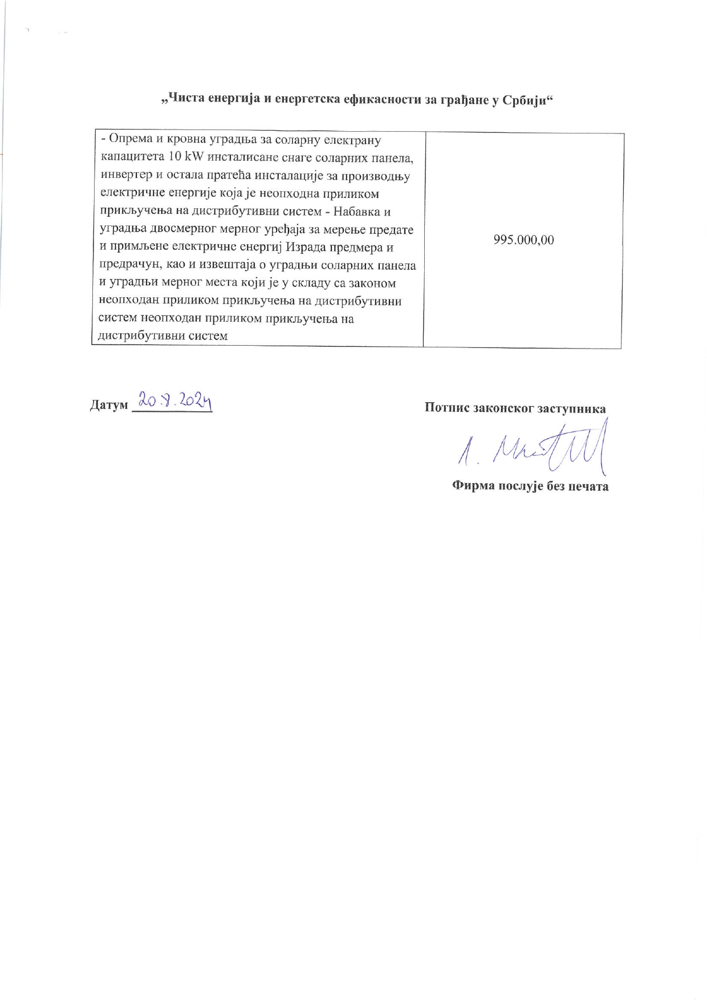 „Чиста енергија и енергетска ефикасности за грађане у Србији“
- Опрема и кровна уградња за соларну електрану
капацитета 10 kW инсталисане снаге соларних панела,
инвертер и остала пратећа инсталације за производњу
електричне енергије која је неопходна приликом
прикључења на дистрибутивни систем - Набавка и
уградња двосмерног мерног уређаја за мерење предате
и примљене електричне енергиј Израда предмера и
предрачун, као и извештаја о уградњи соларних панела
и уградњи мерног места који је у складу са законом
неопходан приликом прикључења на дистрибутивни
систем неопходан приликом прикључења на
дистрибутивни систем
995.000,00
Датум 20.8.2024
Потпис законског заступника
Фирма послује без печата